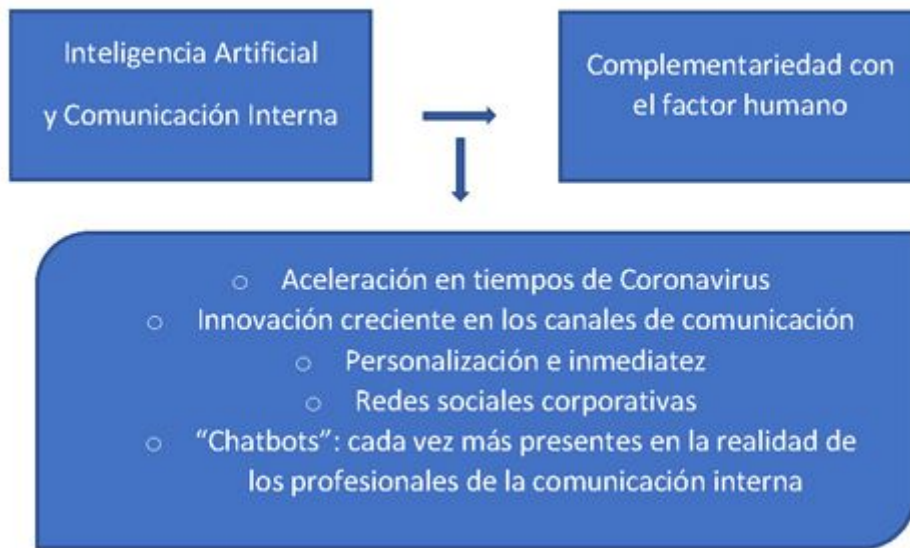 Inteligencia Artificial
y Comunicación Interna
Complementariedad con
el factor humano
o Aceleración en tiempos de Coronavirus
o Innovación creciente en los canales de comunicación
o Personalización e inmediatez
o Redes sociales corporativas
o “Chatbots”: cada vez más presentes en la realidad de
los profesionales de la comunicación interna